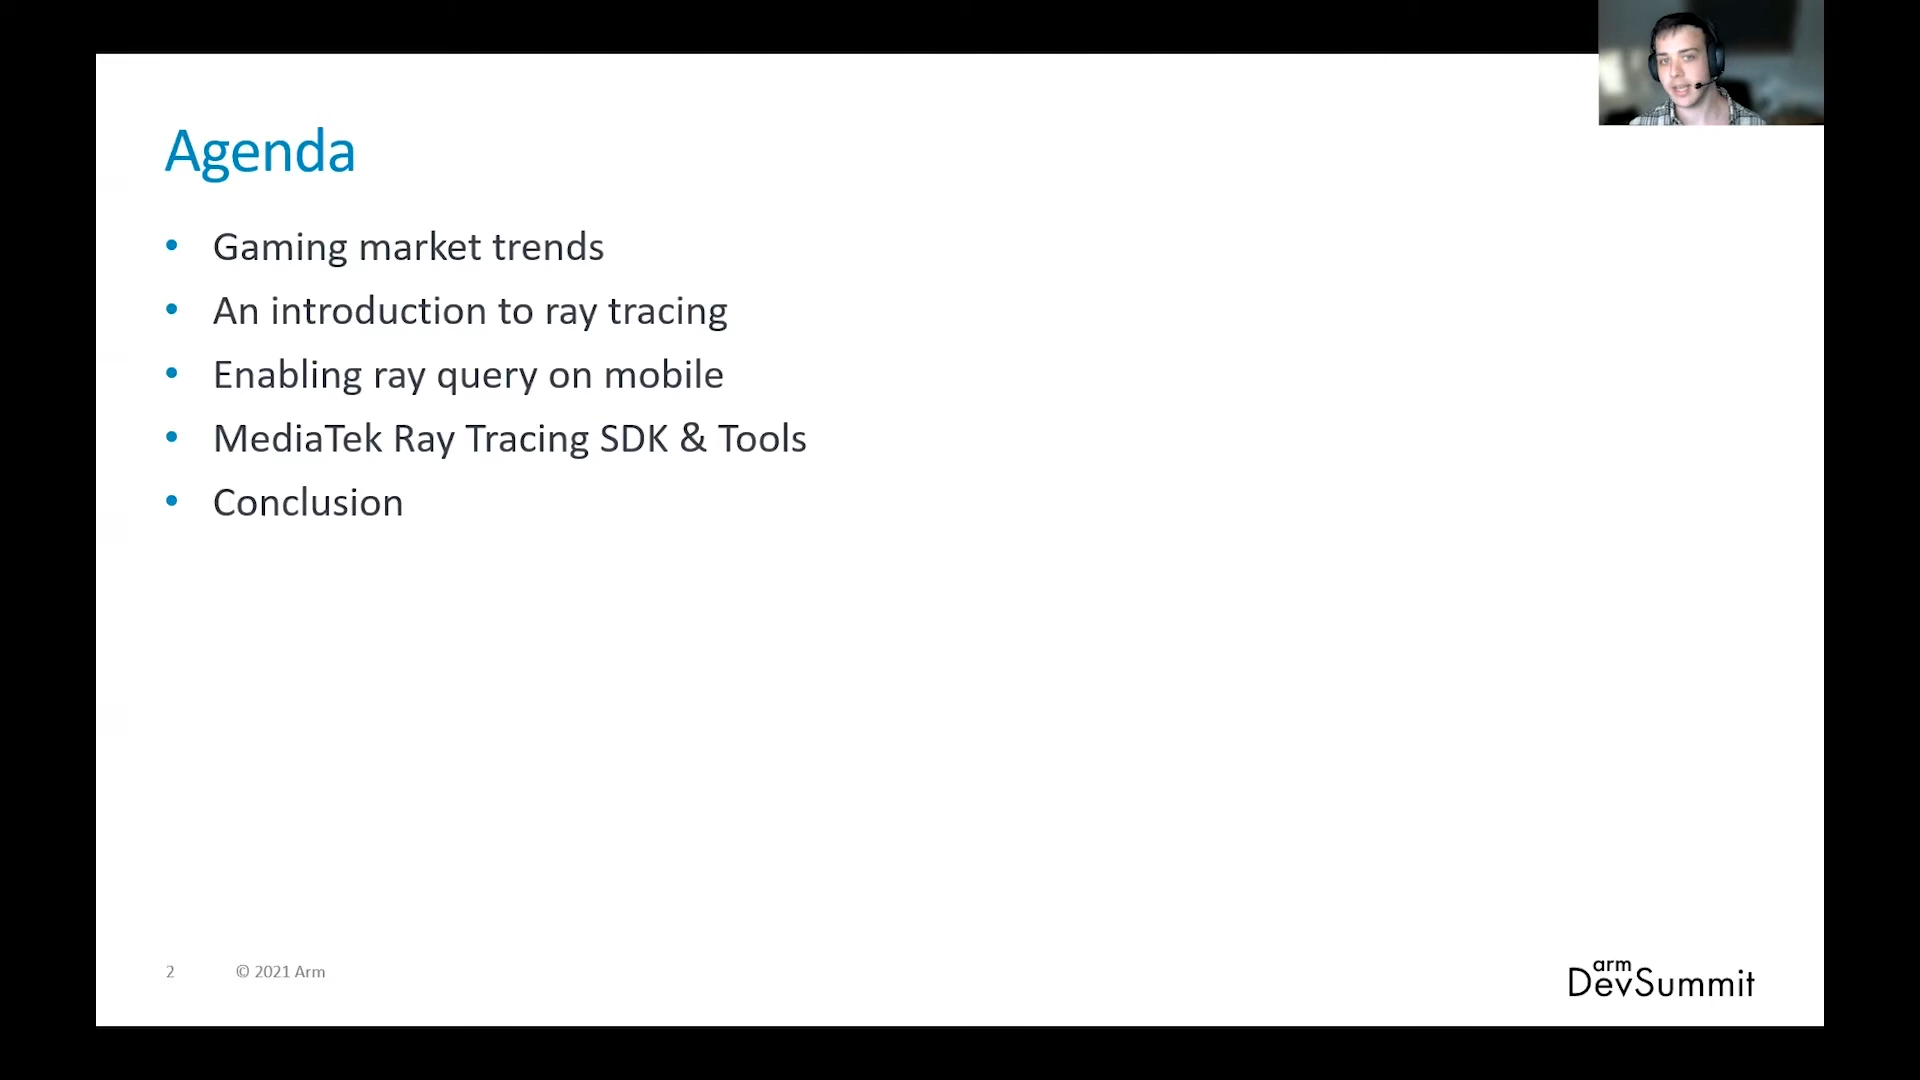 Agenda
• Gaming market trends
• An introduction to ray tracing
• Enabling ray query on mobile
• MediaTek Ray Tracing SDK & Tools
• Conclusion
2 © 2021 Arm
arm
DevSummit